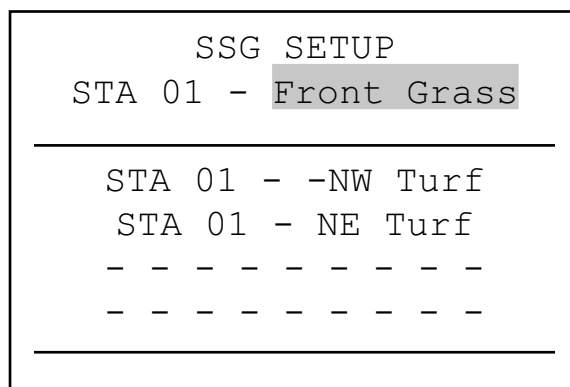 SSG SETUP
STA 01 - Front Grass
STA 01 - -NW Turf
STA 01 - NE Turf
- - - - - - - - -
- - - - - - - - -